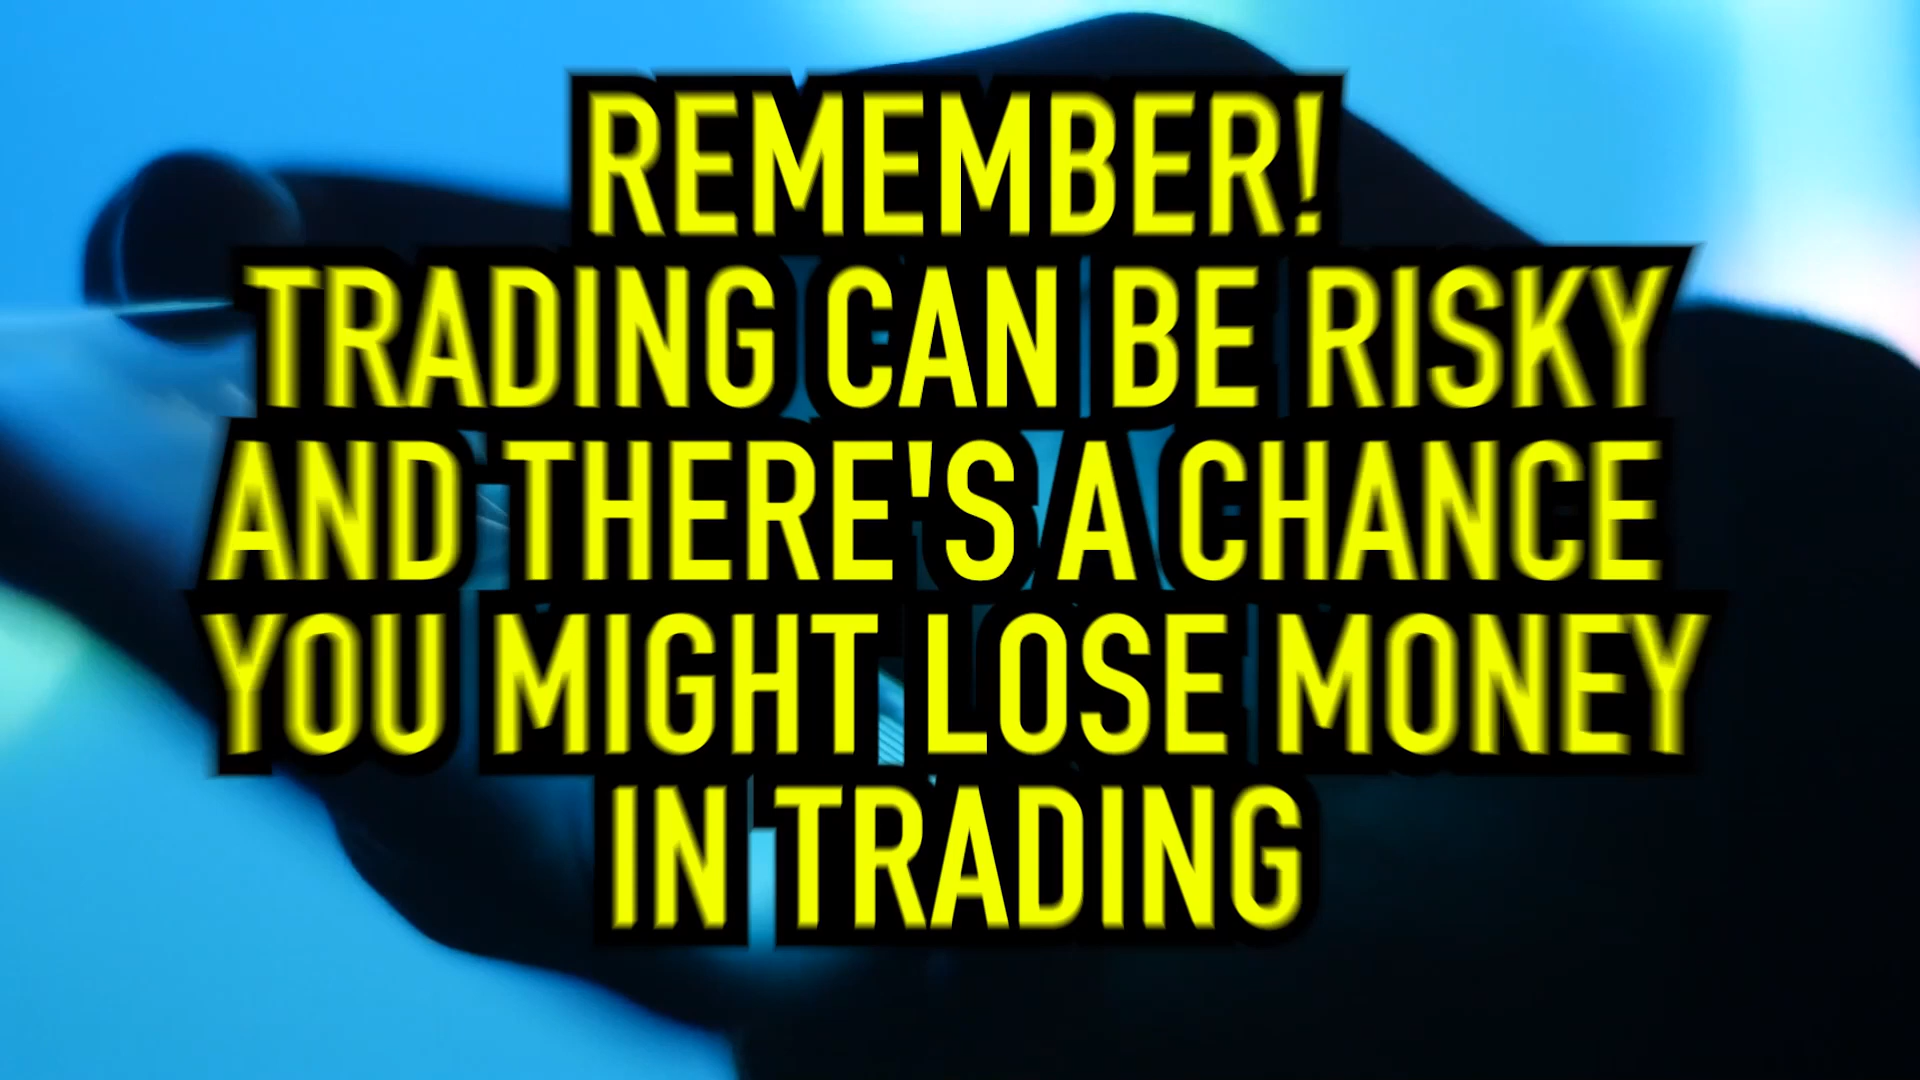 REMEMBER!
TRADING CAN BE RISKY
AND THERE'S A CHANCE
YOU MIGHT LOSE MONEY
IN TRADING